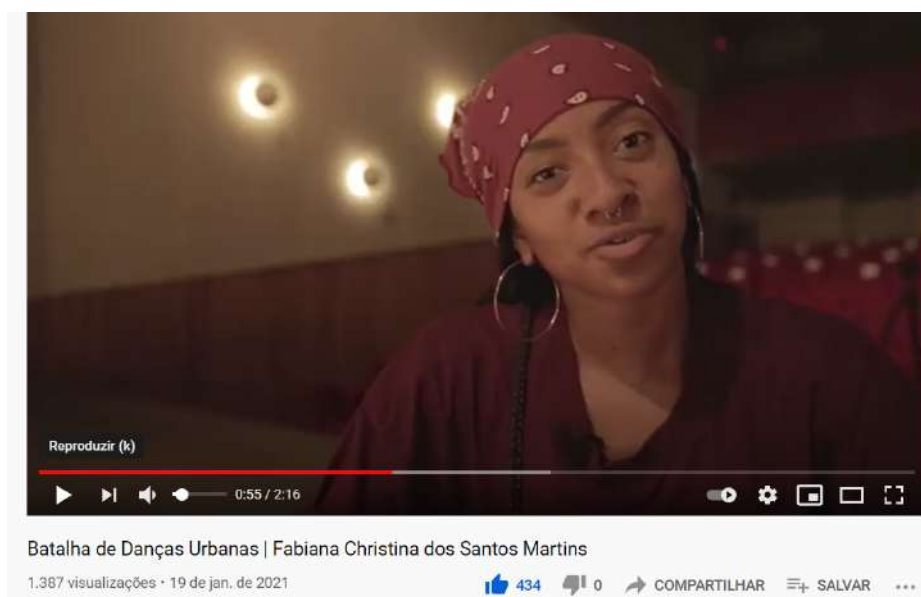 Reproduzir (k)
0:55 / 2:16
Batalha de Danças Urbanas | Fabiana Christina dos Santos Martins
1.387 visualizações • 19 de jan. de 2021 434 0 COMPARTILHAR SALVAR